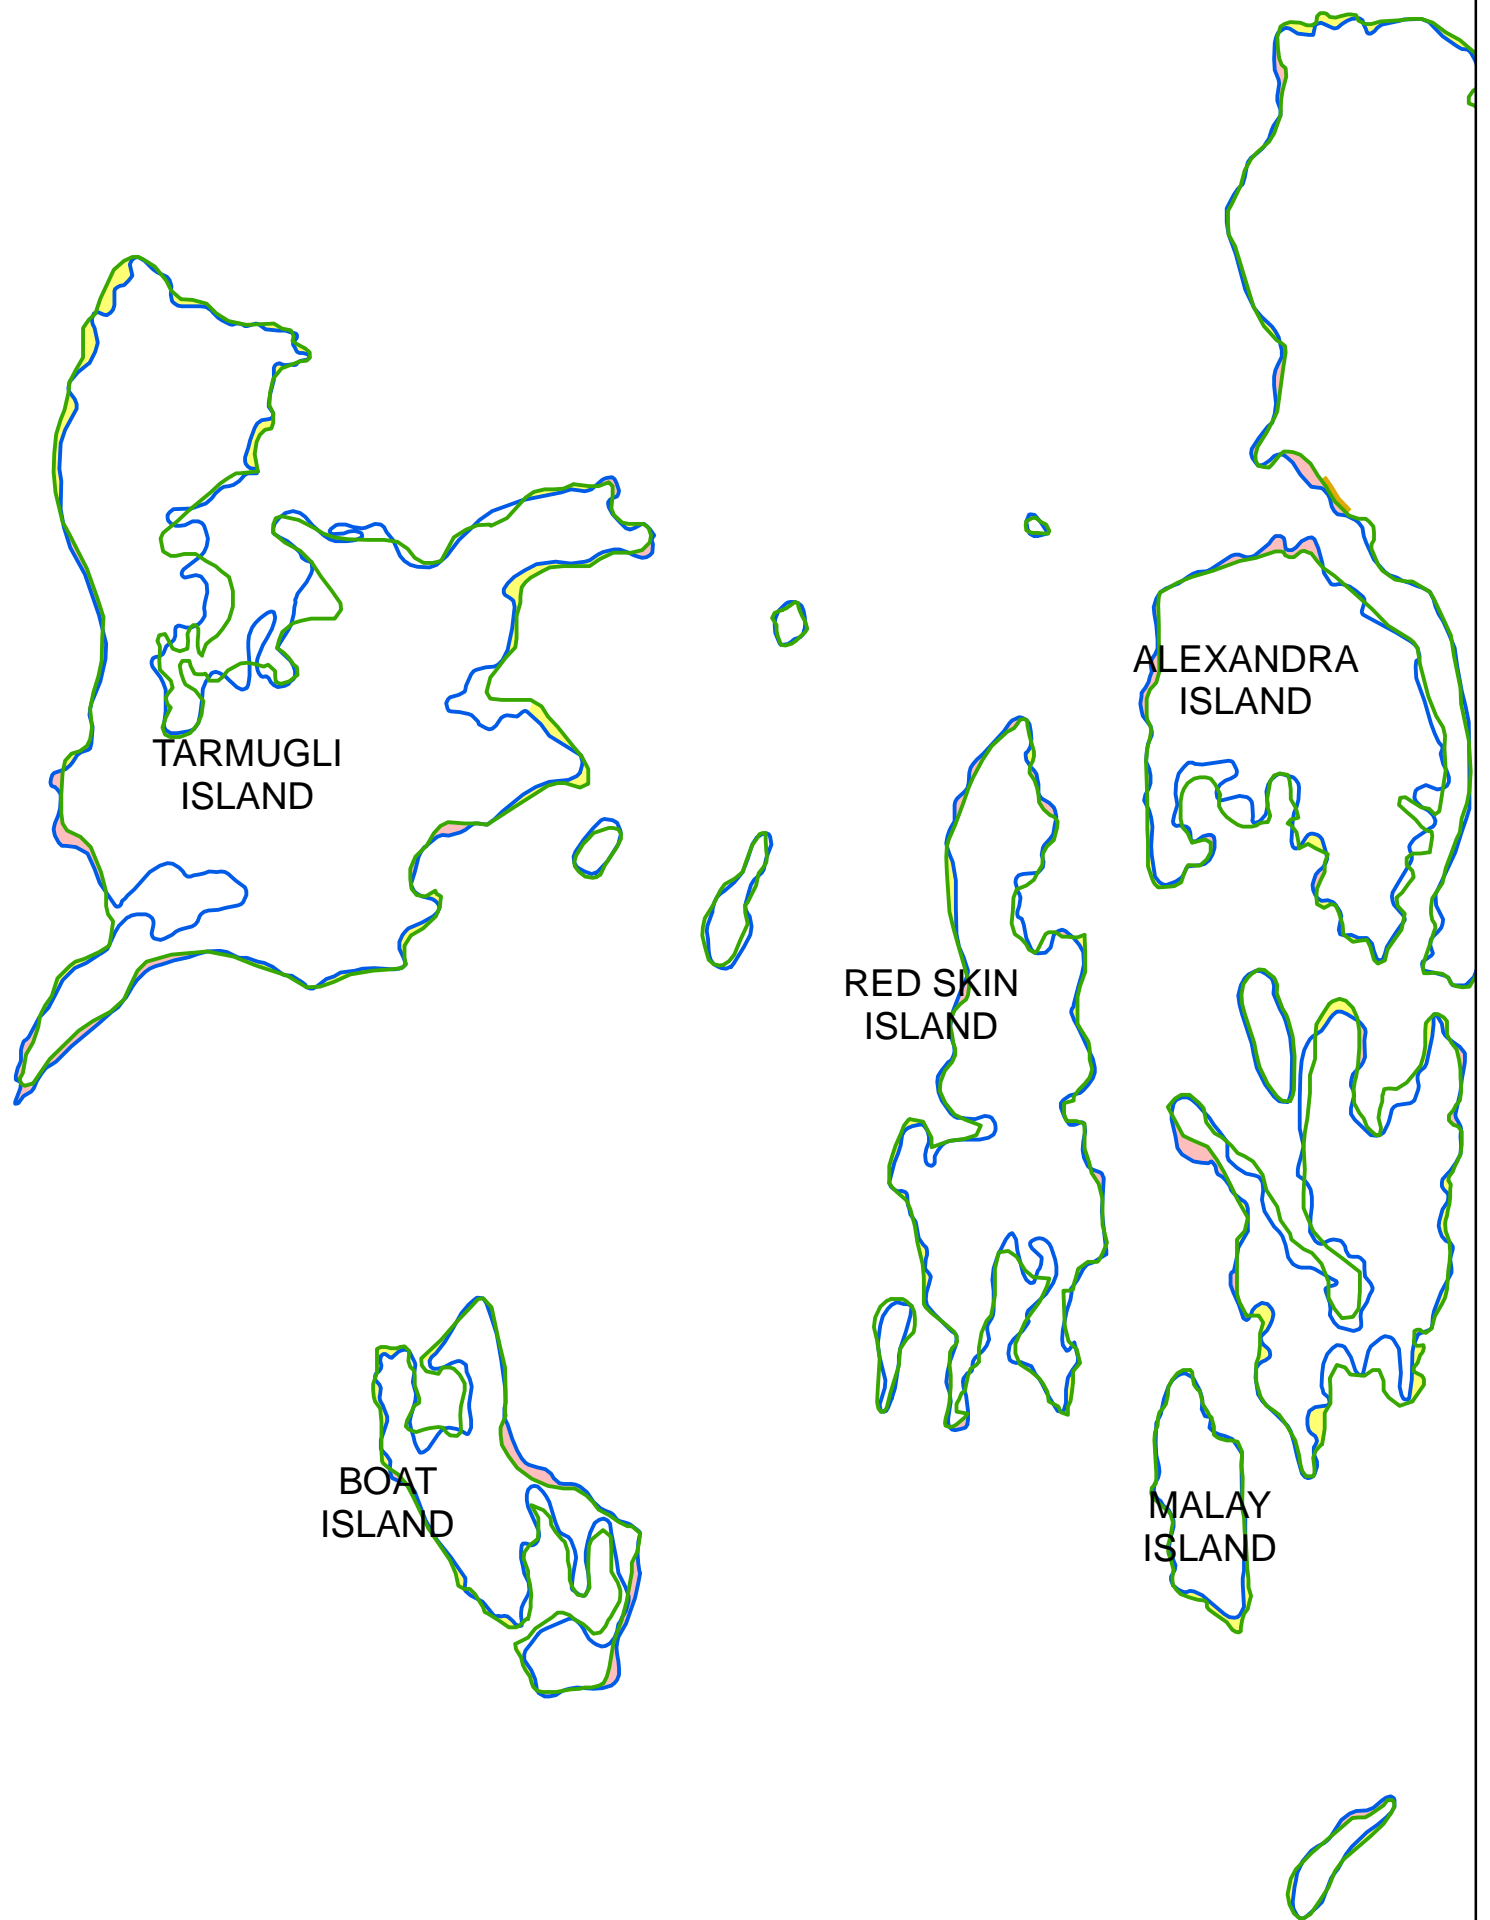 ALEXANDRA
ISLAND
TARMUGLI
ISLAND
RED SKIN
ISLAND
BOAT
ISLAND
MALAY
ISLAND